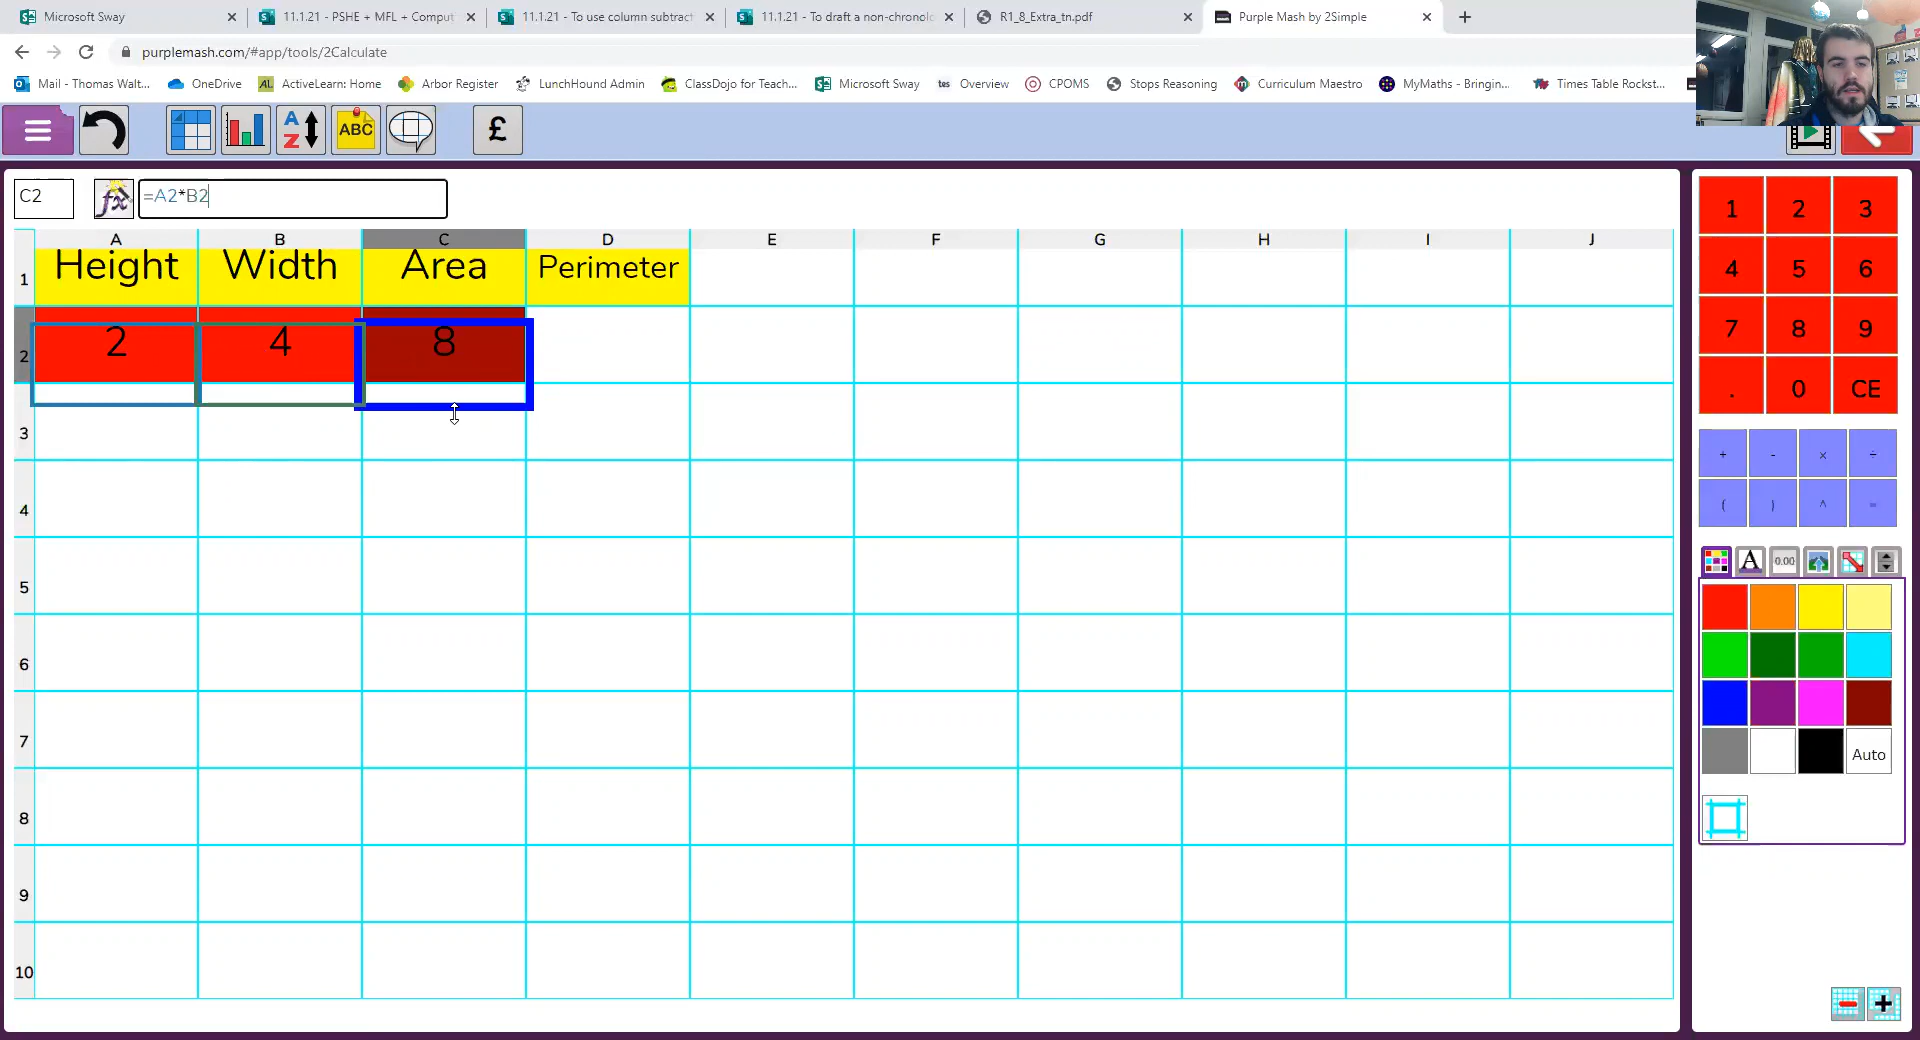 Microsoft Sway
11.1.21 - PSHE + MFL + Comput
11.1.21 - To use column subtract
11.1.21 - To draft a non-chronolo
R1_8_Extra_tn.pdf
Purple Mash by 2Simple
purplemash.com/#app/tools/2Calculate
Mail - Thomas Walt...
OneDrive
AL
ActiveLearn: Home
Arbor Register
LunchHound Admin
ClassDojo for Teach...
Microsoft Sway
tes
Overview
CPOMS
Stops Reasoning
Curriculum Maestro
MyMaths - Bringin...
Times Table Rockst...
A Z
ABC
£
C2
fx
=A2*B2
A B C D E F G H I J
1 Height Width Area Perimeter
2 2 4 8
3
4
5
6
7
8
9
10
1 2 3
4 5 6
7 8 9
. 0 CE
+ - x ÷
( ) ^ =
A 0.00
Auto